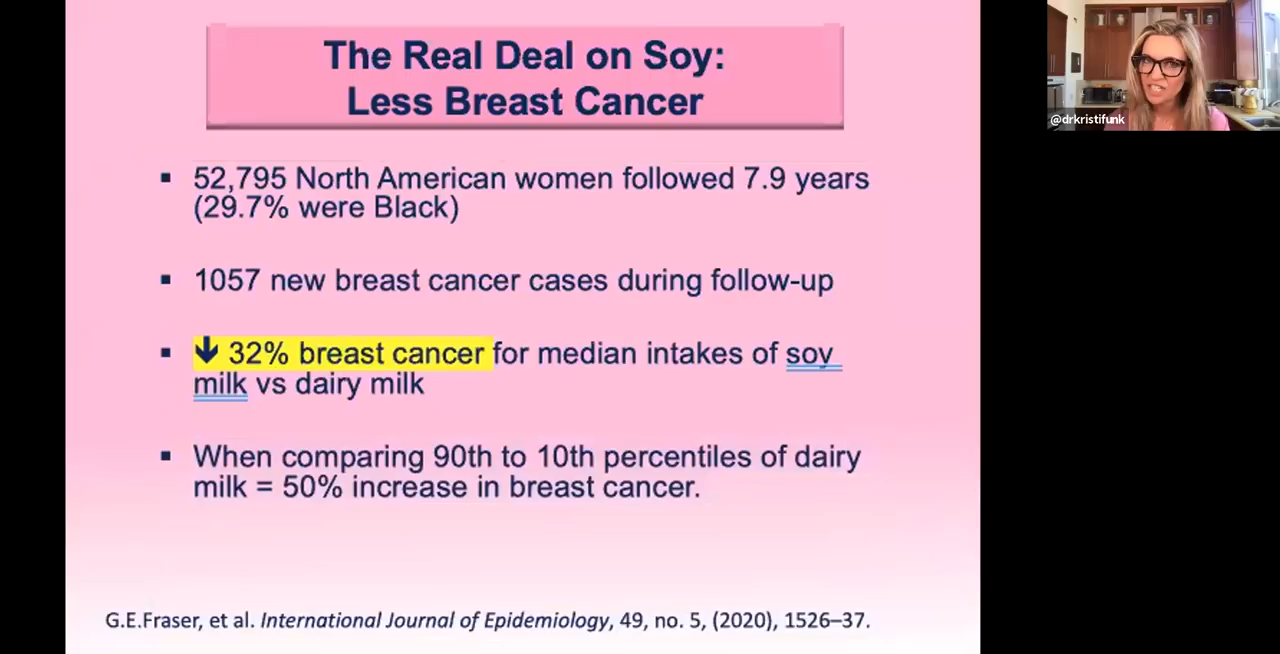 The Real Deal on Soy:
Less Breast Cancer
@drkristifunk
▪ 52,795 North American women followed 7.9 years
(29.7% were Black)
▪ 1057 new breast cancer cases during follow-up
▪ ↓ 32% breast cancer for median intakes of soy
milk vs dairy milk
▪ When comparing 90th to 10th percentiles of dairy
milk = 50% increase in breast cancer.
G.E.Fraser, et al. International Journal of Epidemiology, 49, no. 5, (2020), 1526–37.